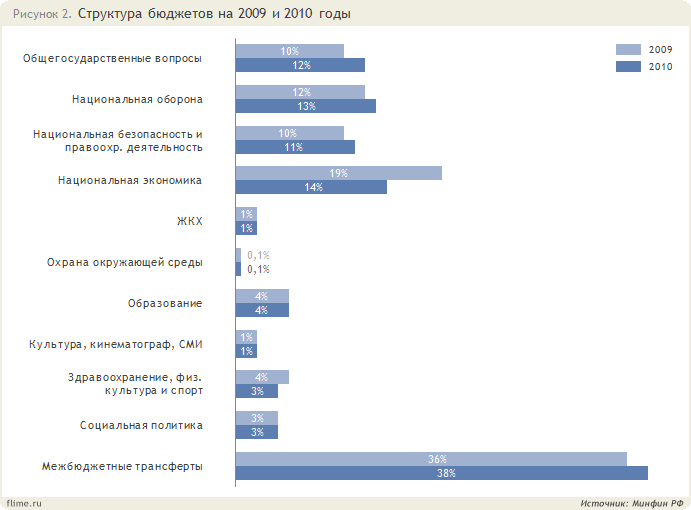 Рисунок 2. Структура бюджетов на 2009 и 2010 годы
2009
2010
Общегосударственные вопросы
10%
12%
Национальная оборона
12%
13%
Национальная безопасность и
правоохр. деятельность
10%
11%
Национальная экономика
19%
14%
ЖКХ
1%
1%
Охрана окружающей среды
0,1%
0,1%
Образование
4%
4%
Культура, кинематограф, СМИ
1%
1%
Здравоохранение, физ.
культура и спорт
4%
3%
Социальная политика
3%
3%
Межбюджетные трансферты
36%
38%
flime.ru
Источник: Минфин РФ